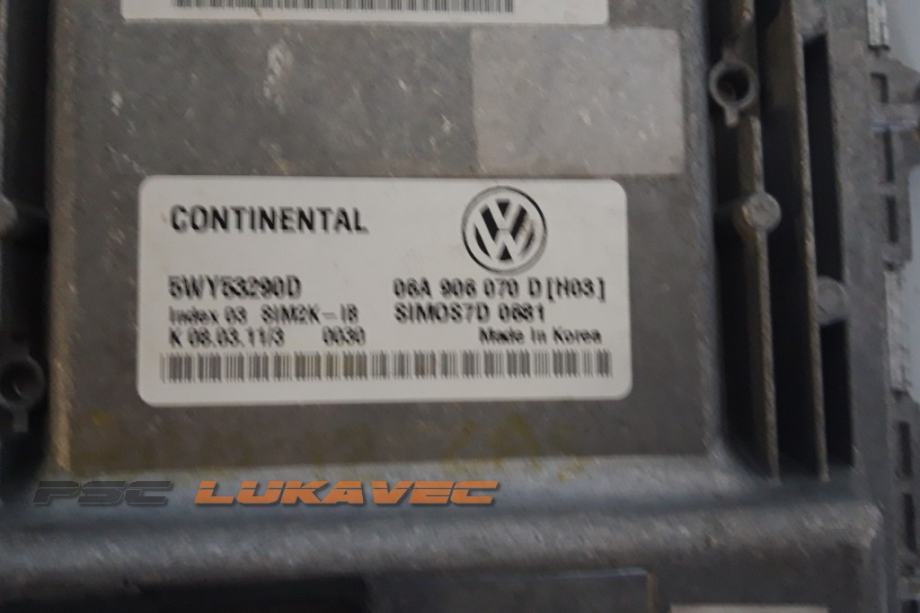 CONTINENTAL
5WY53290D 06A 906 070 D[H03]
Index 03 SIM2K-IB SIMOS7D 0681
K 08.03.11/3 0030 Made In Korea
PSC LUKAVEC